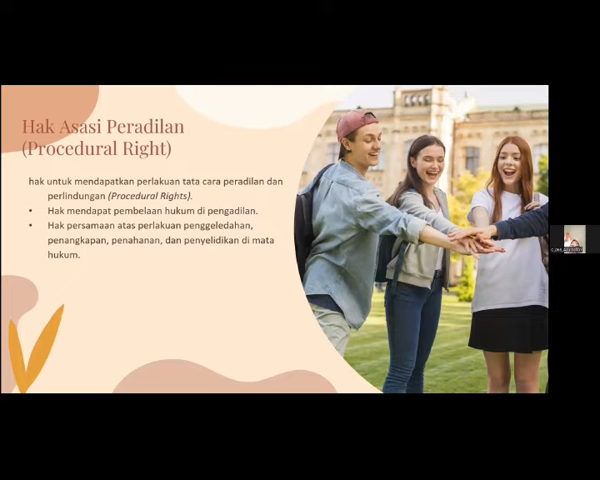 Hak Asasi Peradilan
(Procedural Right)
hak untuk mendapatkan perlakuan tata cara peradilan dan
perlindungan (Procedural Rights).
• Hak mendapat pembelaan hukum di pengadilan.
• Hak persamaan atas perlakuan penggeledahan,
penangkapan, penahanan, dan penyelidikan di mata
hukum.